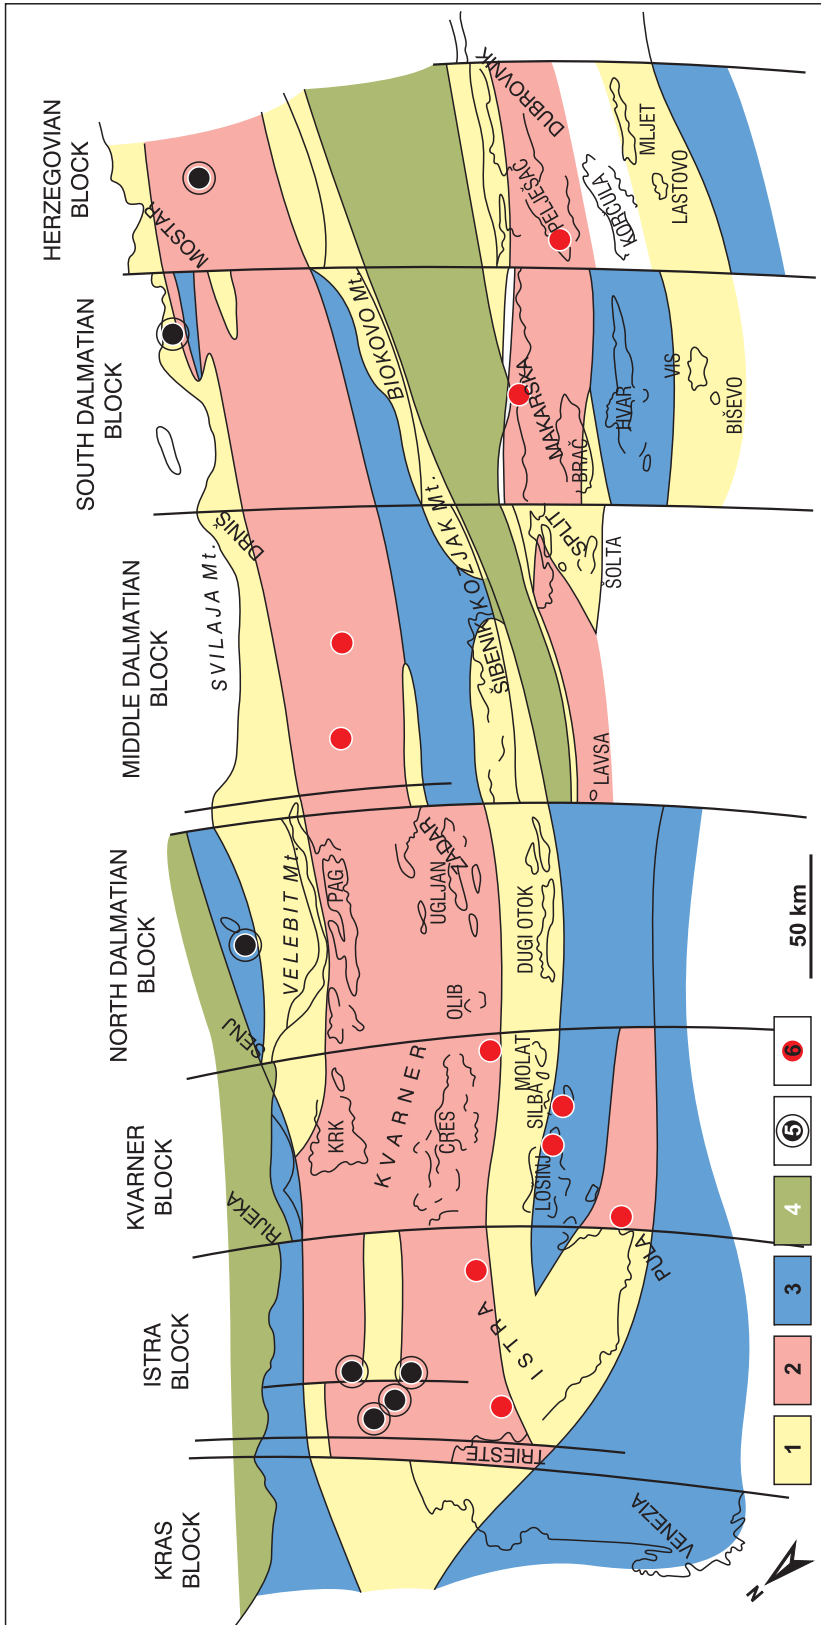 HERZEGOVIAN
BLOCK
SOUTH DALMATIAN
BLOCK
MIDDLE DALMATIAN
BLOCK
NORTH DALMATIAN
BLOCK
KVARNER
BLOCK
ISTRA
BLOCK
KRAS
BLOCK
MOSTAR
DUBROVNIK
PELJEŠAC
KORČULA
MLJET
LASTOVO
BIOKOVO Mt.
MAKARSKA
BRAČ
HVAR
VIS
BIŠEVO
SVILAJA Mt.
DRNIŠ
KOZJAK Mt.
ŠIBENIK
SPLIT
ŠOLTA
LAVSA
VELEBIT Mt.
SENJ
PAG
ZADAR
UGLJAN
DUGI OTOK
OLIB
MOLAT
SILBA
KVARNER
KRK
CRES
LOŠINJ
RIJEKA
ISTRA
PULA
TRIESTE
VENEZIA
N
50 km
1
2
3
4
5
6